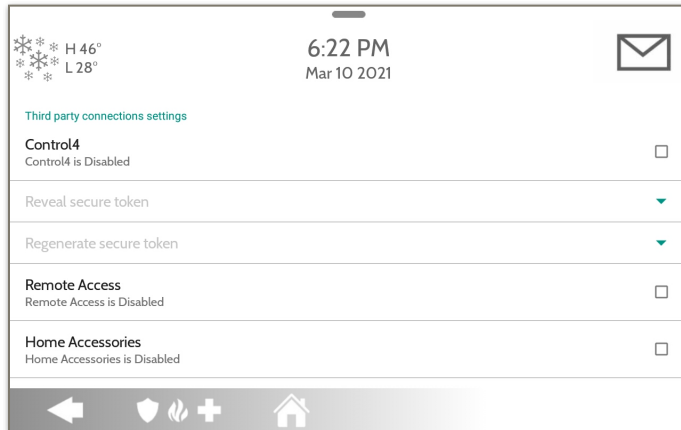 H 46°
L 28°
6:22 PM
Mar 10 2021
Third party connections settings
Control4
Control4 is Disabled
Reveal secure token
Regenerate secure token
Remote Access
Remote Access is Disabled
Home Accessories
Home Accessories is Disabled